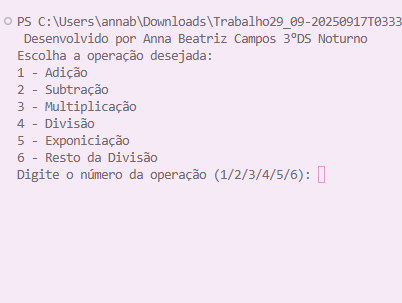 PS C:\Users\annab\Downloads\Trabalho29_09-20250917T0333
Desenvolvido por Anna Beatriz Campos 3ºDS Noturno
Escolha a operação desejada:
1 - Adição
2 - Subtração
3 - Multiplicação
4 - Divisão
5 - Exponiciação
6 - Resto da Divisão
Digite o número da operação (1/2/3/4/5/6):